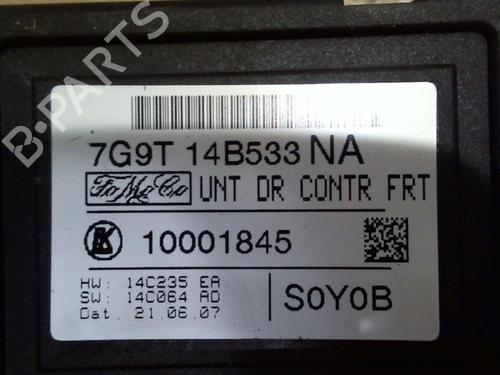 B-PARTS
7G9T 14B533 NA
FoMoCo UNT DR CONTR FRT
K 10001845
HW: 14C235 EA
SW: 14C064 AD
Dat. 21.06.07
S0Y0B